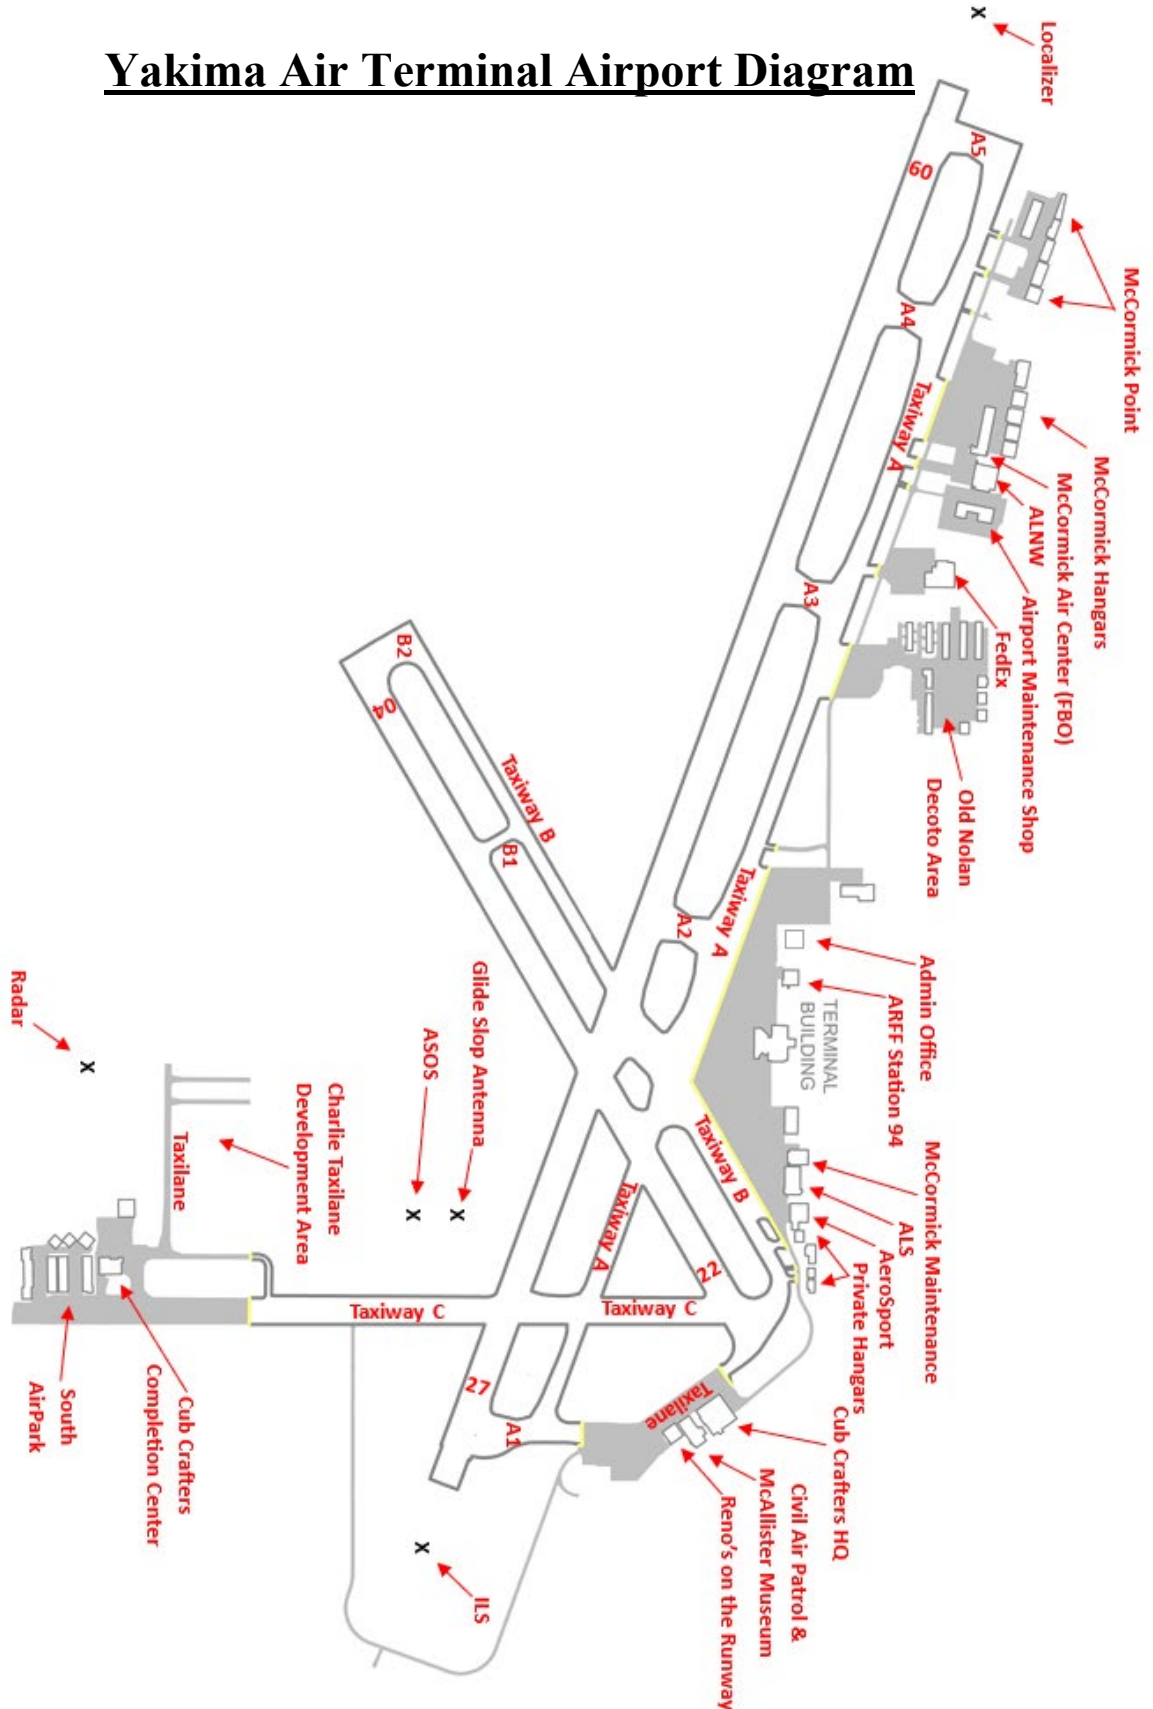 Yakima Air Terminal Airport Diagram
Localizer
A5
09
McCormick Point
A4
Taxiway A
McCormick Hangars
McCormick Air Center (FBO)
ALNW
Airport Maintenance Shop
FedEx
A3
Old Nolan
Decoto Area
B2
04
Taxiway B
B1
Taxiway A
A2
Admin Office
ARFF Station 94
TERMINAL
BUILDING
Glide Slop Antenna
ASOS
Radar
Charlie Taxilane
Development Area
Taxilane
Taxiway B
McCormick Maintenance
ALS
AeroSport
Private Hangars
Taxiway A
22
Taxiway C
Taxiway C
27
A1
Taxilane
Cub Crafters HQ
Civil Air Patrol &
McAllister Museum
Reno's on the Runway
South
AirPark
Cub Crafters
Completion Center
ILS
X
X
X
X
X